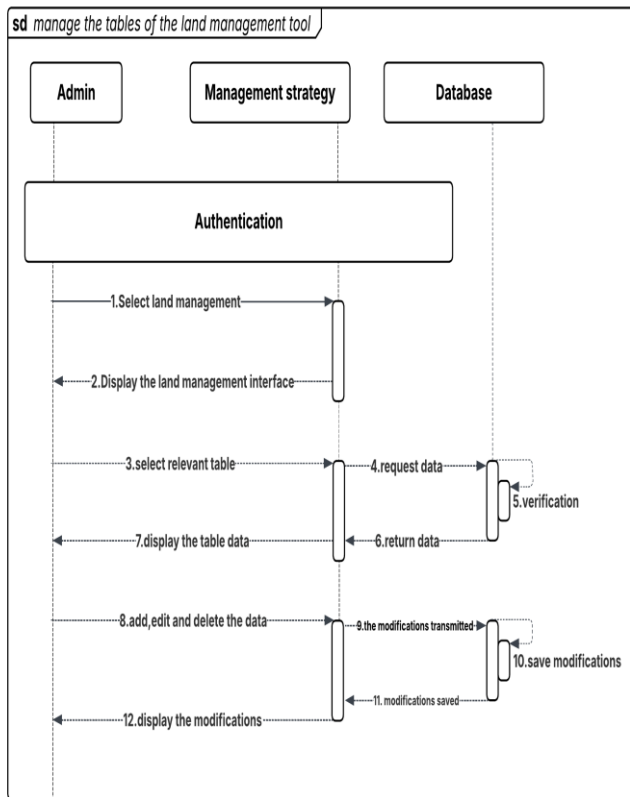 sd manage the tables of the land management tool
Admin
Management strategy
Database
Authentication
1.Select land management
2.Display the land management interface
3.select relevant table
4.request data
5.verification
7.display the table data
6.return data
8.add,edit and delete the data
9.the modifications transmitted
10.save modifications
11. modifications saved
12.display the modifications